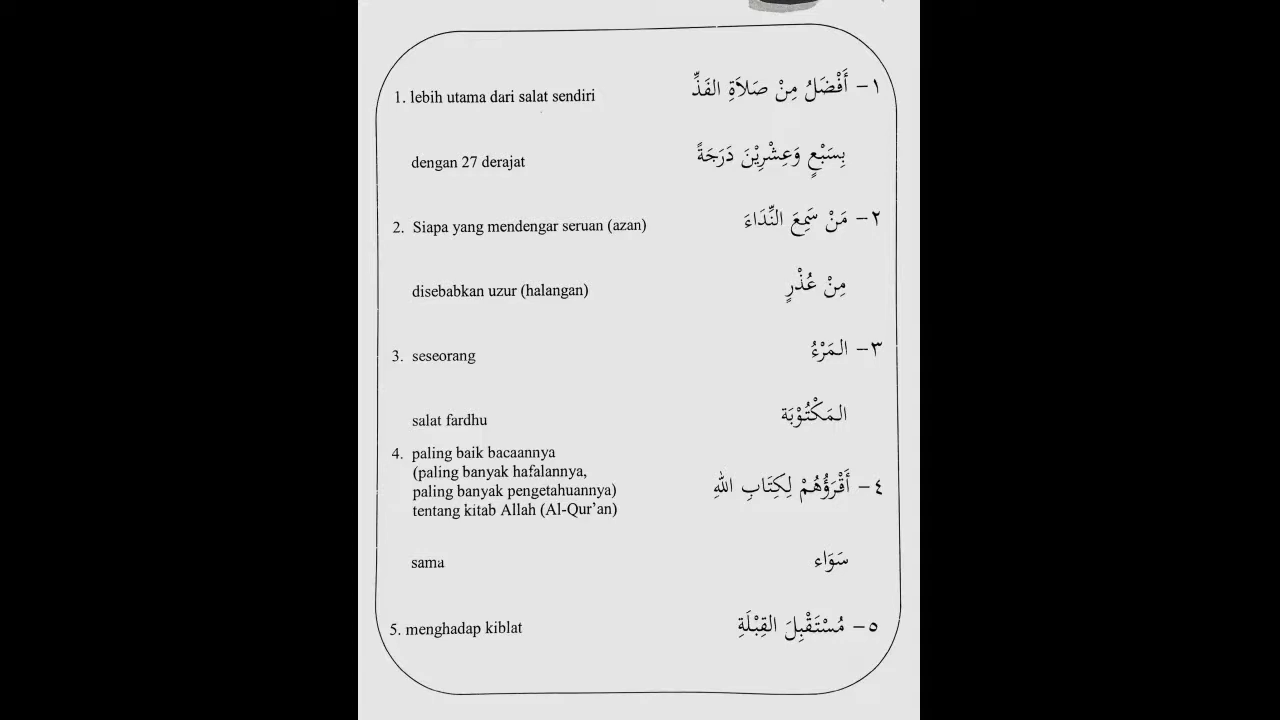 1. lebih utama dari salat sendiri
١- أَفْضَلُ مِنْ صَلاَةِ الفَذِّ
dengan 27 derajat
بِسَبْعٍ وَعِشْرِيْنَ دَرَجَةً
2. Siapa yang mendengar seruan (azan)
٢- مَنْ سَمِعَ النِّدَاءَ
disebabkan uzur (halangan)
مِنْ عُذْرٍ
3. seseorang
٣- المَرْءُ
salat fardhu
المَكْتُوْبَة
4. paling baik bacaannya
(paling banyak hafalannya,
paling banyak pengetahuannya)
tentang kitab Allah (Al-Qur'an)
٤- أَقْرَؤُهُمْ لِكِتَابِ اللهِ
sama
سَوَاء
5. menghadap kiblat
٥- مُسْتَقْبِلَ القِبْلَةِ